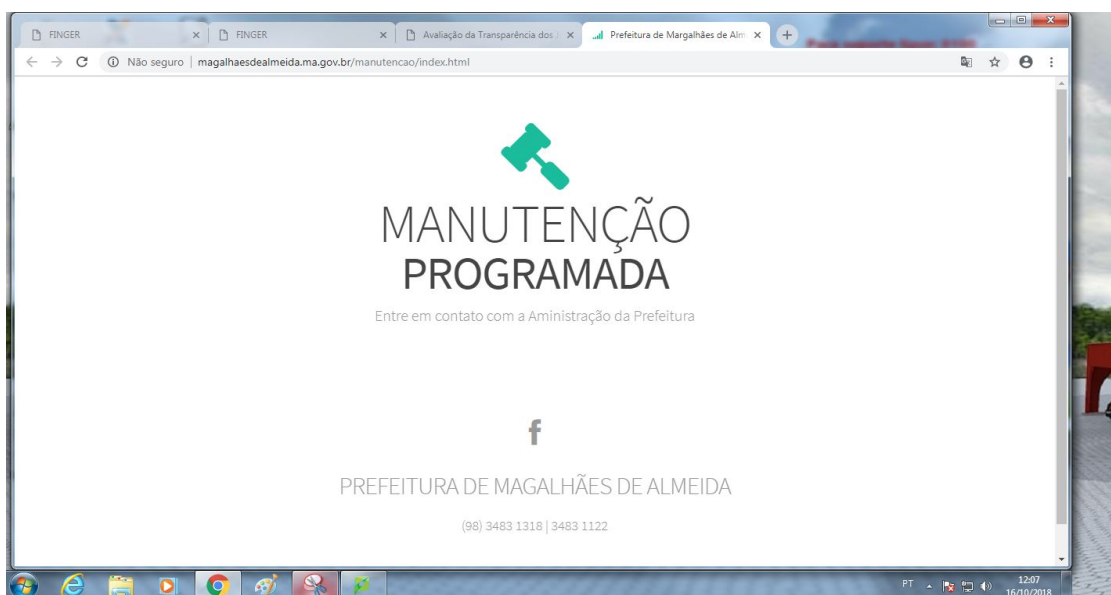 FINGER
FINGER
Avaliação da Transparência dos
Prefeitura de Margalhães de Alm
Não seguro | magalhaesdealmeida.ma.gov.br/manutencao/index.html
MANUTENÇÃO
PROGRAMADA
Entre em contato com a Aministração da Prefeitura
f
PREFEITURA DE MAGALHÃES DE ALMEIDA
(98) 3483 1318 | 3483 1122
PT
12:07
16/10/2018